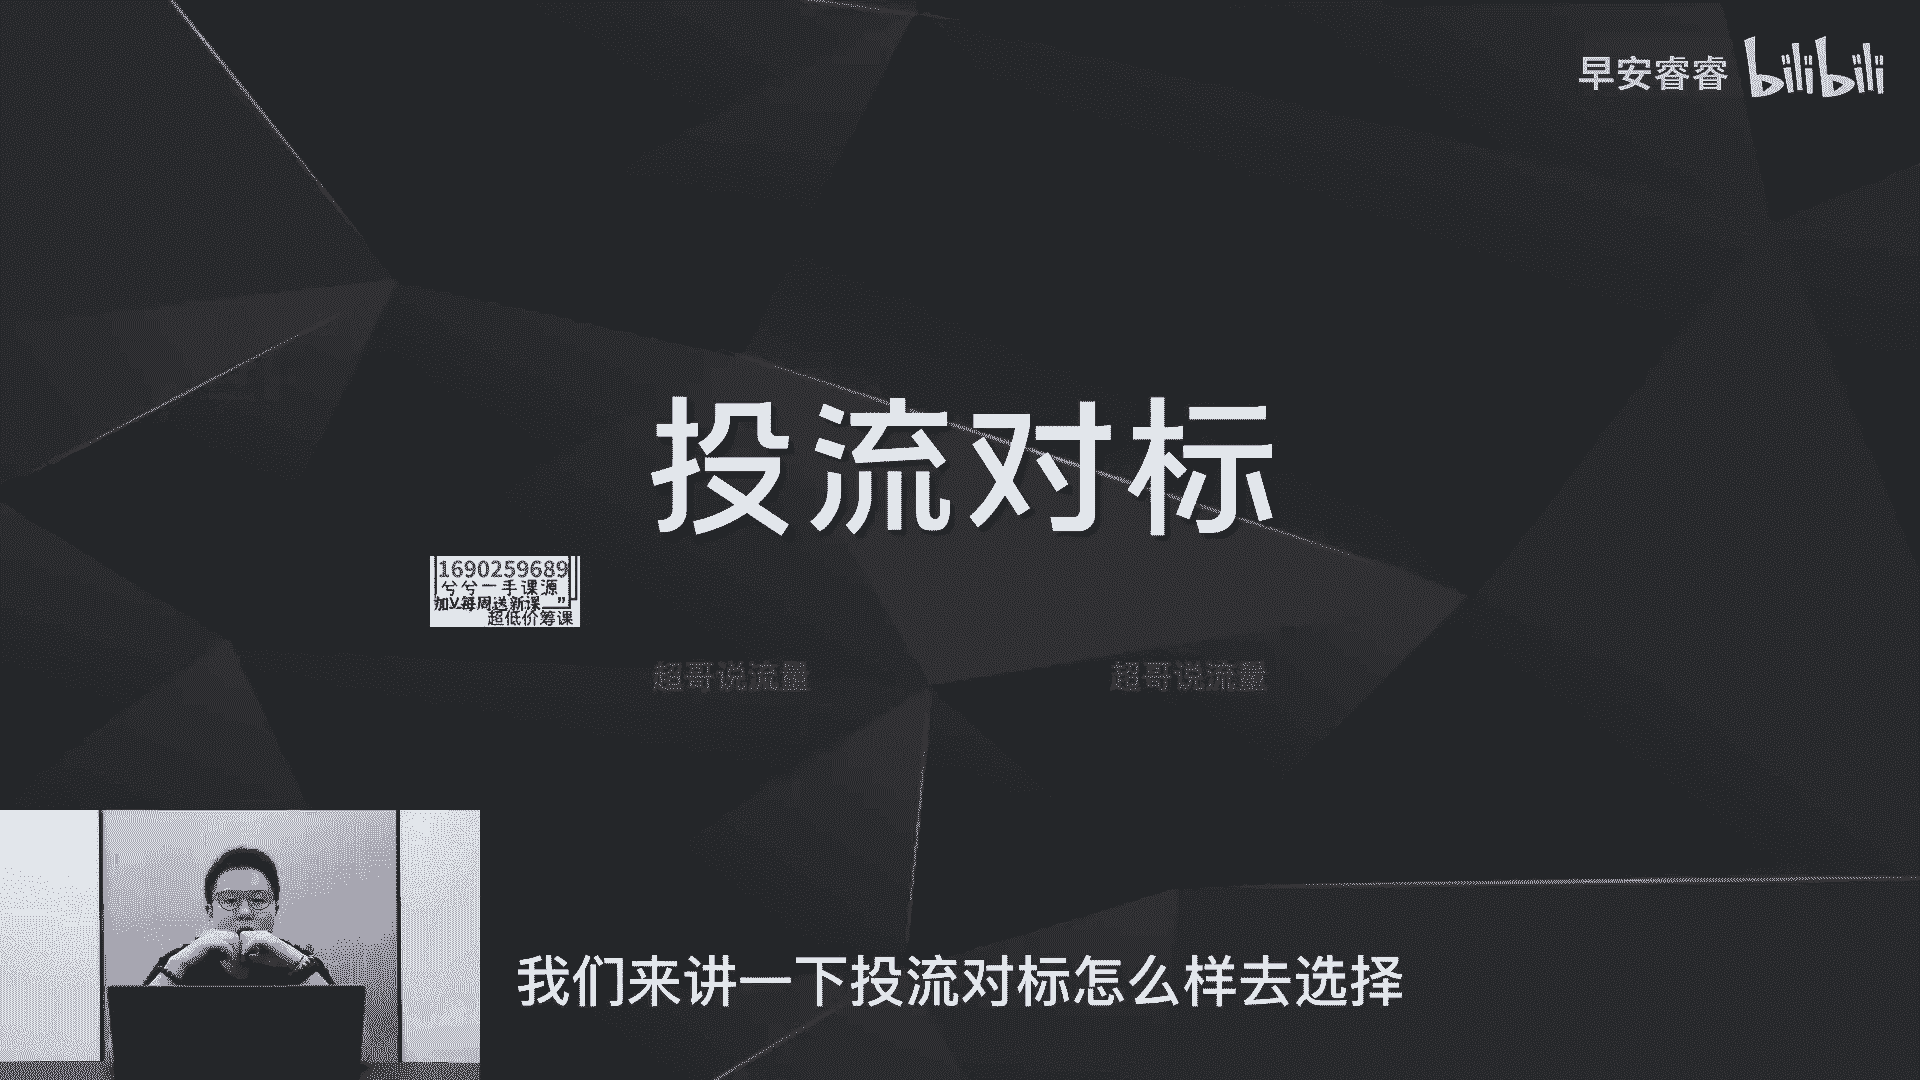 早安睿睿 bilibili
投流对标
1690259689
兮兮一手课源
加V每周送新课
超低价筹课
超哥说流量 超哥说流量
我们来讲一下投流对标怎么样去选择